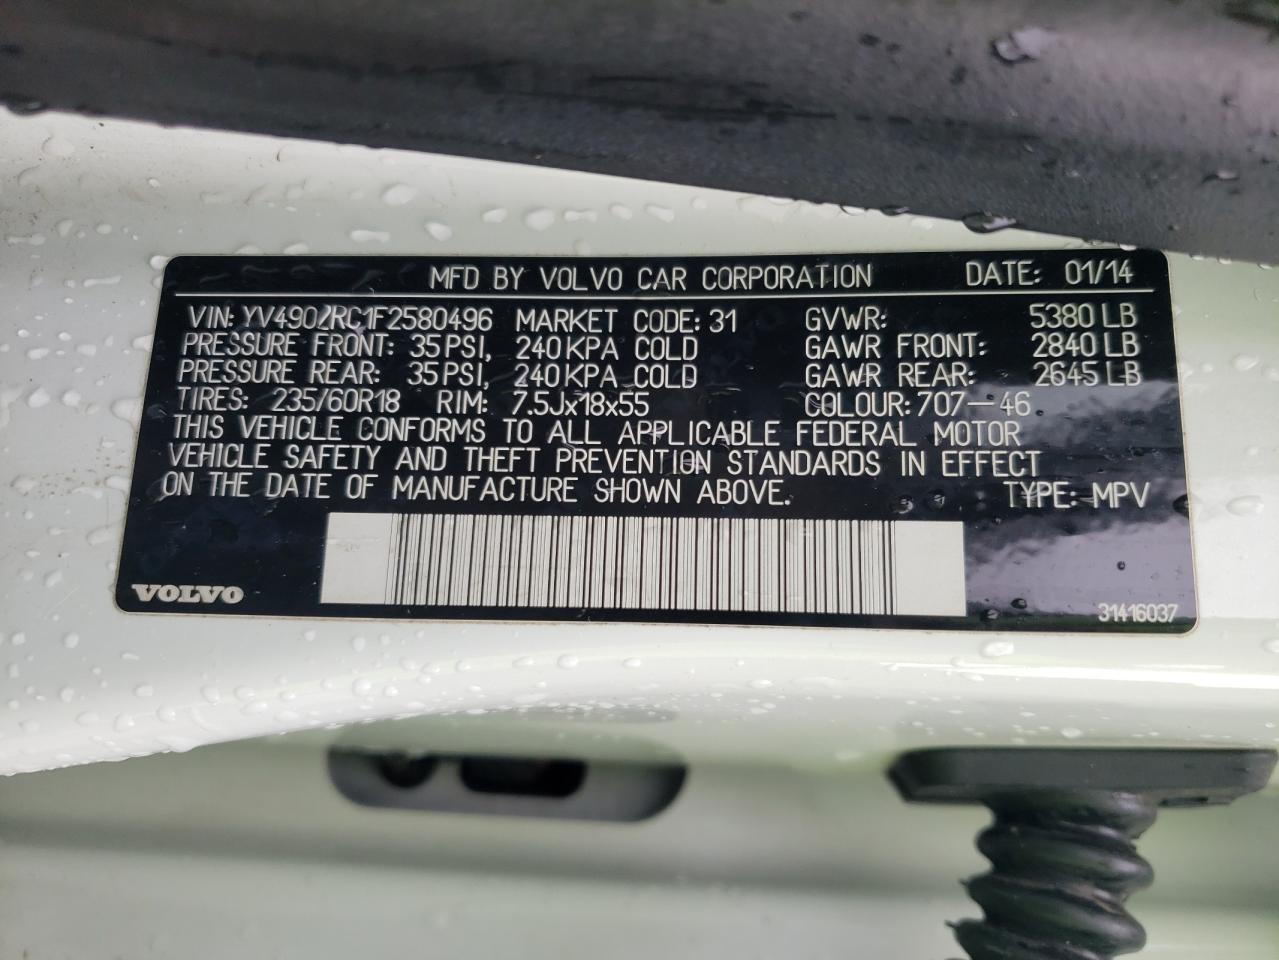 MFD BY VOLVO CAR CORPORATION DATE: 01/14
VIN: YV490ZRC1F2580496 MARKET CODE: 31 GVWR: 5380 LB
PRESSURE FRONT: 35 PSI, 240 KPA COLD GAWR FRONT: 2840 LB
PRESSURE REAR: 35 PSI, 240 KPA COLD GAWR REAR: 2645 LB
TIRES: 235/60R18 RIM: 7.5Jx18x55 COLOUR: 707-46
THIS VEHICLE CONFORMS TO ALL APPLICABLE FEDERAL MOTOR
VEHICLE SAFETY AND THEFT PREVENTION STANDARDS IN EFFECT
ON THE DATE OF MANUFACTURE SHOWN ABOVE. TYPE: MPV
VOLVO
31416037